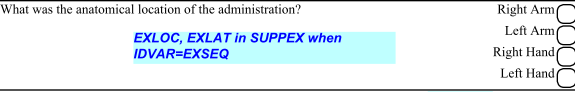 What was the anatomical location of the administration?
Right Arm
Left Arm
Right Hand
Left Hand
EXLOC, EXLAT in SUPPEX when
IDVAR=EXSEQ